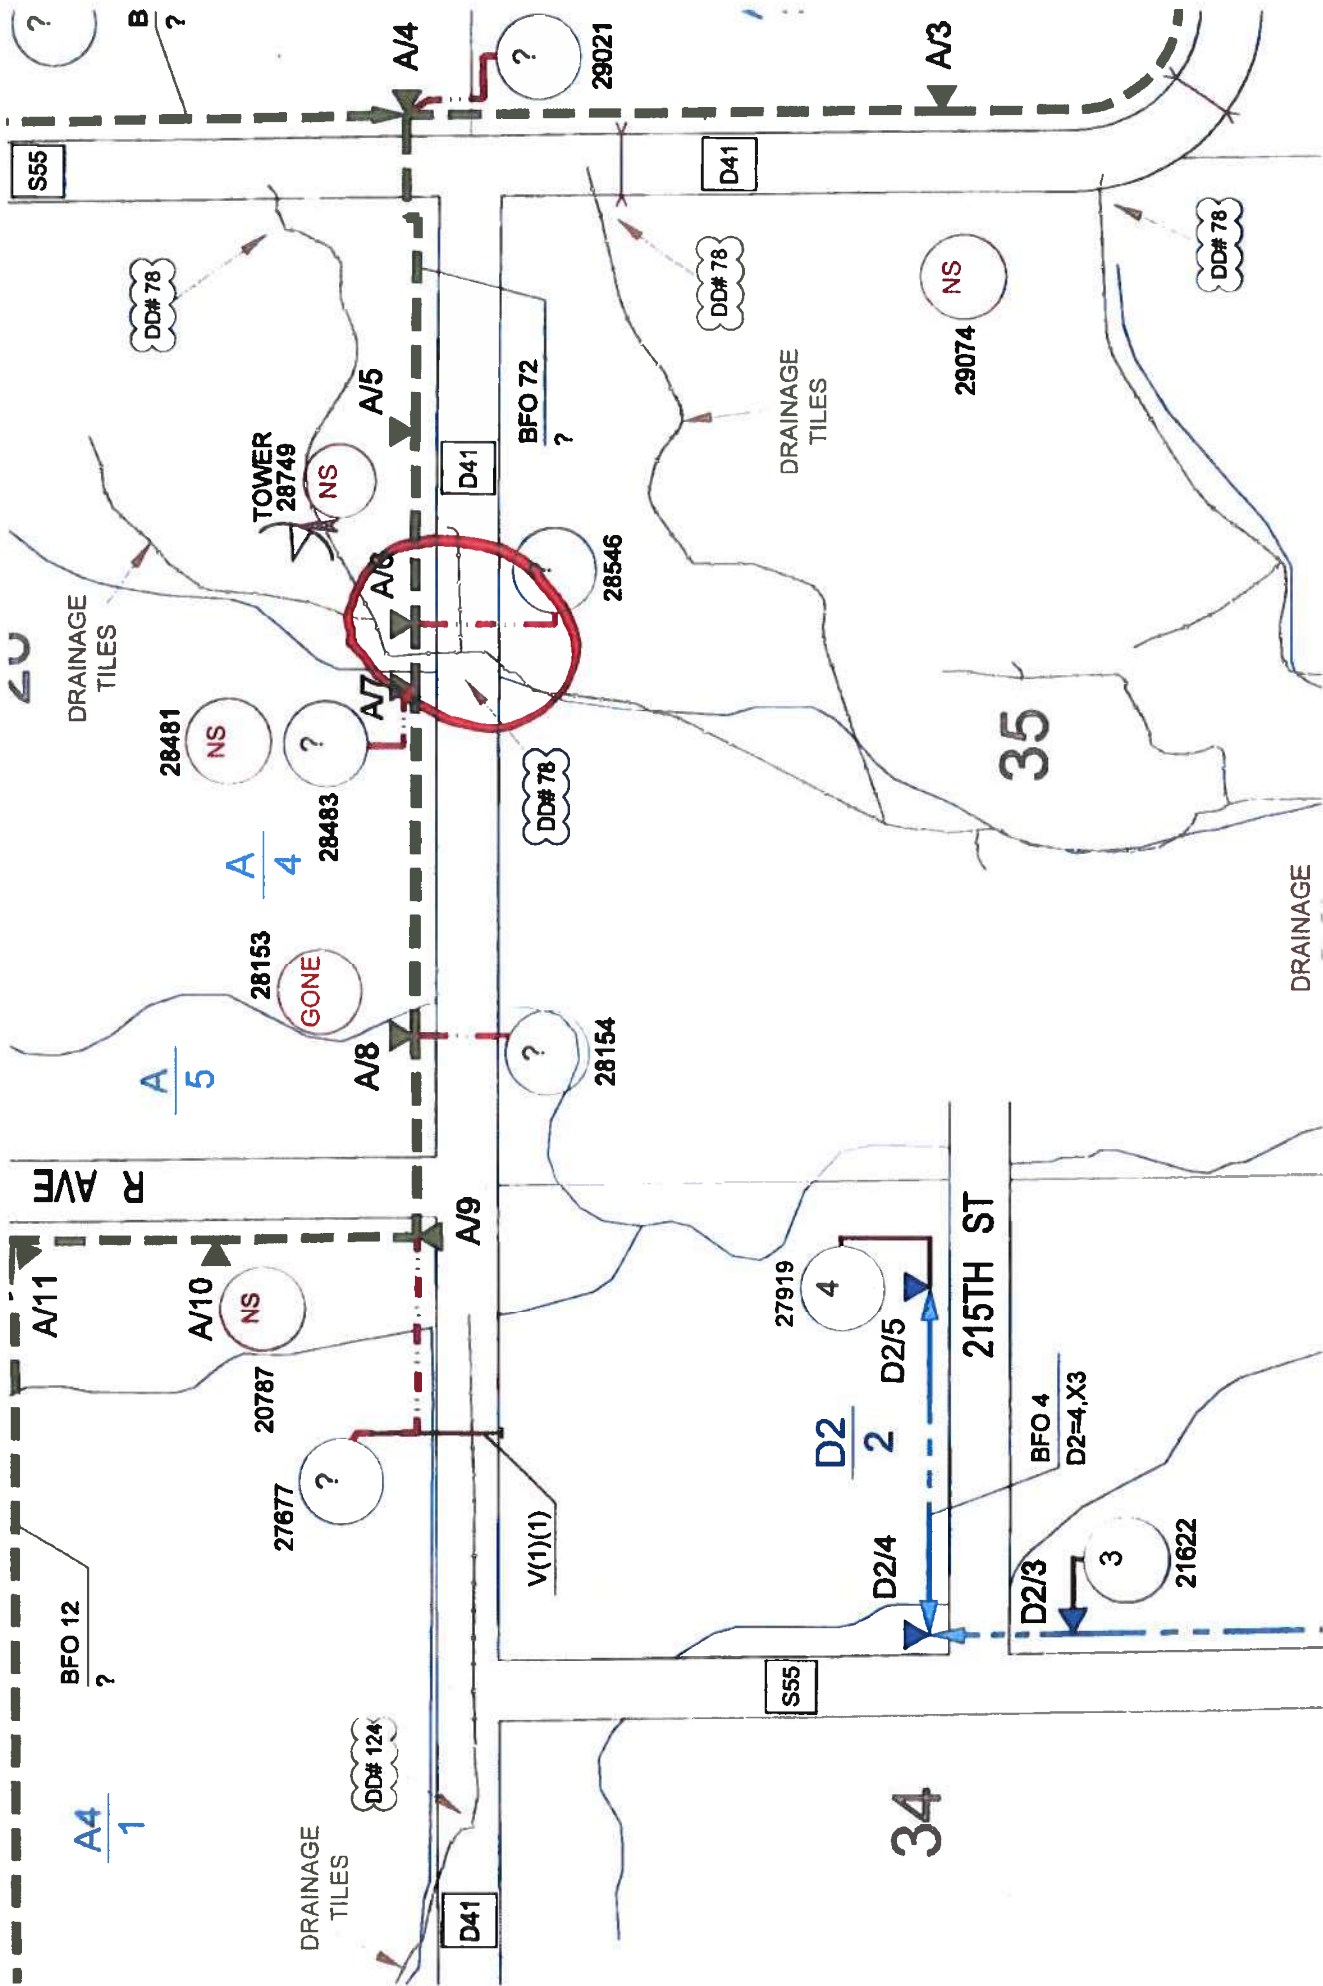 A4
1
BFO 12
?
A/11
R AVE
A/10
NS
20787
27677
?
V(1)(1)
A/9
DD# 124
DRAINAGE
TILES
D41
A
5
A/8
28153
GONE
28154
?
A
4
28481
NS
28483
?
A/7
DD# 78
DRAINAGE
TILES
A/6
28546
TOWER
28749
NS
A/5
D41
BFO 72
?
DD# 78
S55
?
B
?
A/4
?
29021
A/3
D41
DD# 78
DRAINAGE
TILES
NS
29074
DD# 78
35
DRAINAGE
27919
4
D2/5
D2
2
D2/4
215TH ST
BFO 4
D2=4,X3
D2/3
3
21622
S55
34